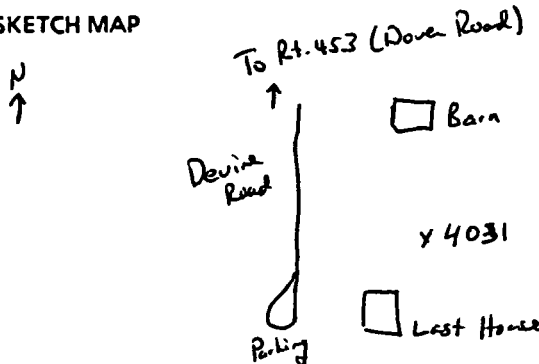 SKETCH MAP
N
To Rt. 453 (Dover Road)
Barn
Devine
Road
x 4031
Last House
Parking